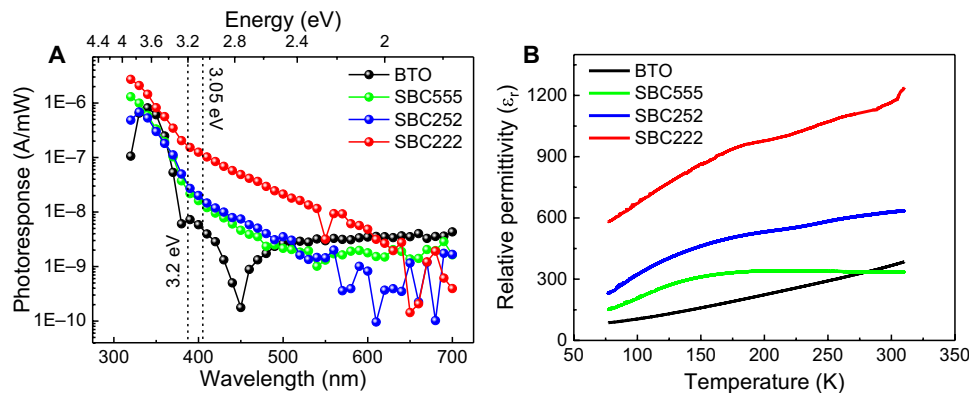 Energy (eV)
4.4 4 3.6 3.2 2.8 2.4 2
A
3.05 eV
BTO
SBC555
SBC252
SBC222
3.2 eV
Photoresponse (A/mW)
1E−6
1E−7
1E−8
1E−9
1E−10
300 400 500 600 700
Wavelength (nm)
B
BTO
SBC555
SBC252
SBC222
Relative permittivity (εr)
1200
900
600
300
0
50 100 150 200 250 300 350
Temperature (K)